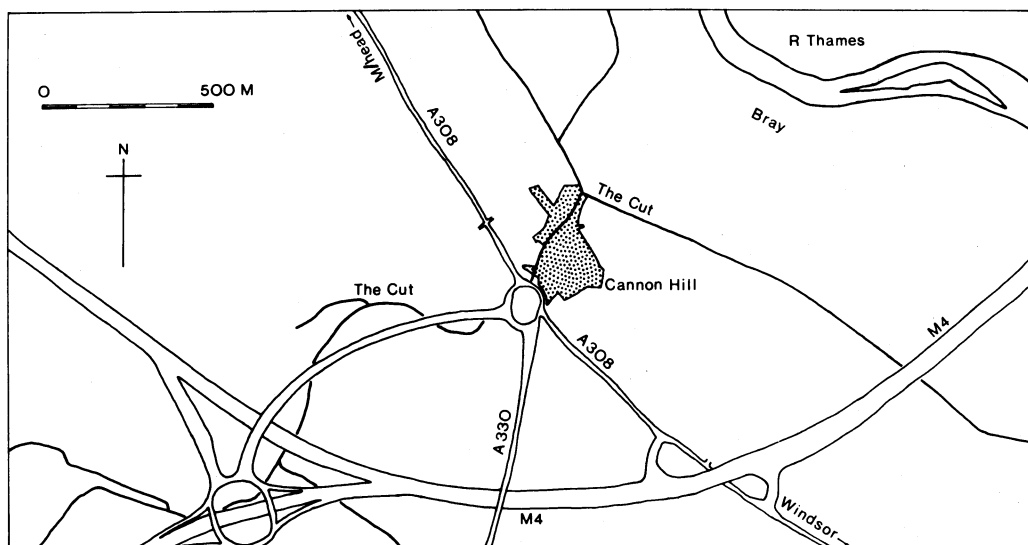 R Thames
M/head
0 500 M
A308
Bray
N
The Cut
The Cut
Cannon Hill
M4
A308
A330
M4
Windsor